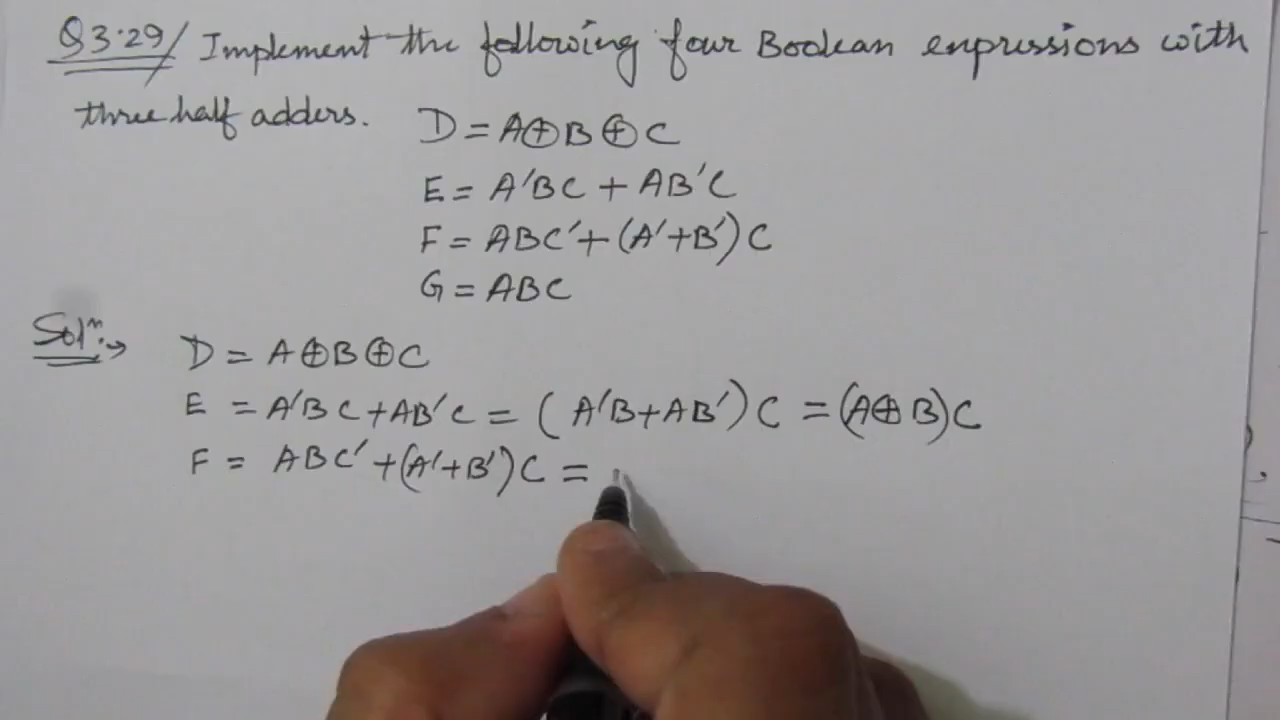 Q3.29/ Implement the following four Boolean enpressions with
three half adders. D = A⊕B⊕C
E = A'BC + AB'C
F = ABC' + (A'+B')C
G = ABC
Solⁿ:→ D = A⊕B⊕C
E = A'BC + AB'C = (A'B + AB')C = (A⊕B)C
F = ABC' + (A'+B')C =